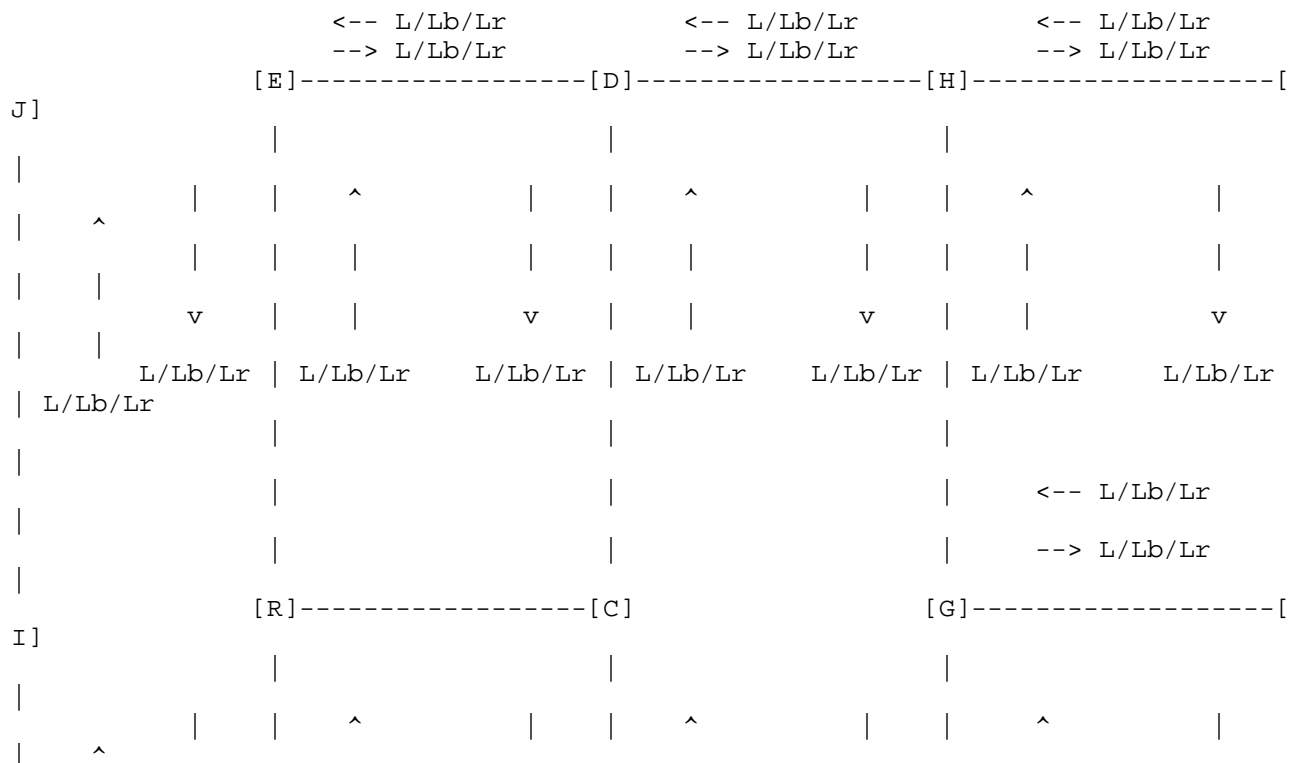 <-- L/Lb/Lr <-- L/Lb/Lr <-- L/Lb/Lr
--> L/Lb/Lr --> L/Lb/Lr --> L/Lb/Lr
[E]------------------[D]------------------[H]-------------------[
J]
| | |
|
| | ^ | | ^ | | ^ |
| ^
| | | | | | | | | |
| |
v | | v | | v | | v
| |
L/Lb/Lr | L/Lb/Lr L/Lb/Lr | L/Lb/Lr L/Lb/Lr | L/Lb/Lr L/Lb/Lr
| L/Lb/Lr
| | |
|
| | | <-- L/Lb/Lr
|
| | | --> L/Lb/Lr
|
[R]------------------[C] [G]-------------------[
I]
| | |
|
| | ^ | | ^ | | ^ |
| ^